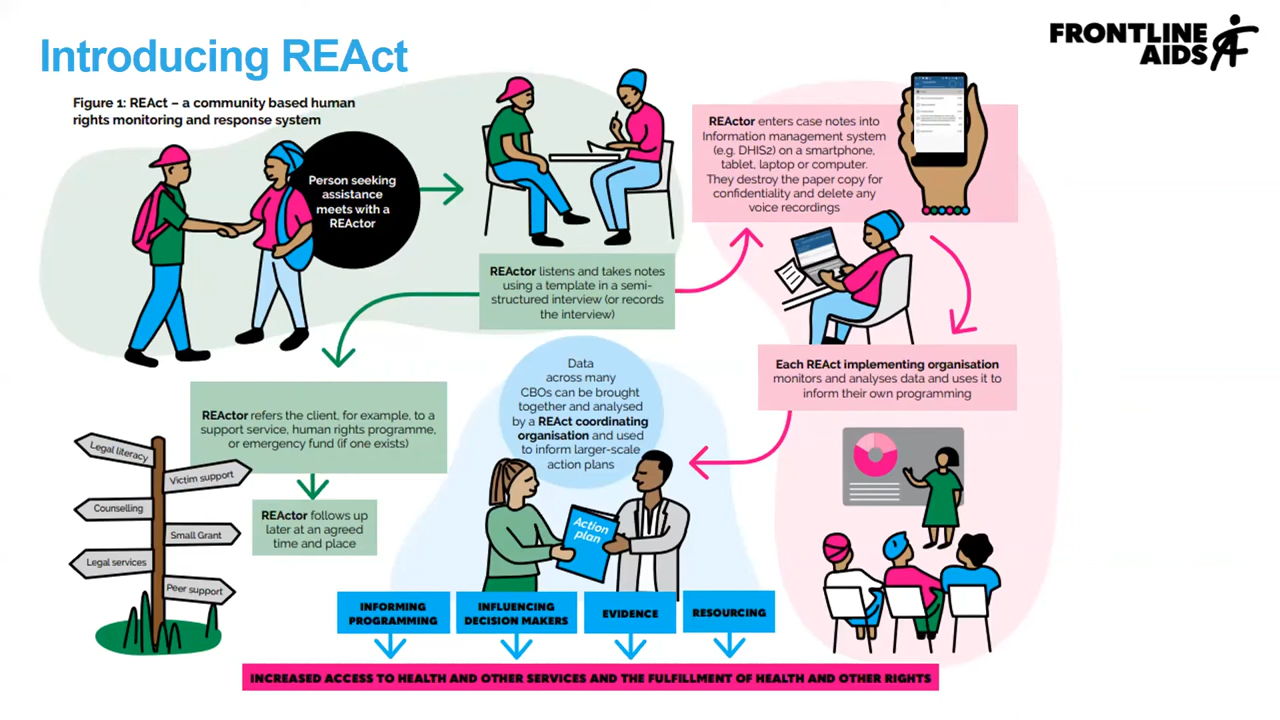 Introducing REAct
FRONTLINE
AIDS
Figure 1: REAct – a community based human
rights monitoring and response system
Person seeking
assistance
meets with a
REActor
REActor listens and takes notes
using a template in a semi-
structured interview (or records
the interview)
REActor enters case notes into
Information management system
(e.g. DHIS2) on a smartphone,
tablet, laptop or computer.
They destroy the paper copy for
confidentiality and delete any
voice recordings
Each REAct implementing organisation
monitors and analyses data and uses it to
inform their own programming
REActor refers the client, for example, to a
support service, human rights programme,
or emergency fund (if one exists)
REActor follows up
later at an agreed
time and place
Legal literacy
Victim support
Counselling
Small Grant
Legal services
Peer support
Data
across many
CBOs can be brought
together and analysed
by a REAct coordinating
organisation and used
to inform larger-scale
action plans
Action
plan
INFORMING
PROGRAMMING
INFLUENCING
DECISION MAKERS
EVIDENCE
RESOURCING
INCREASED ACCESS TO HEALTH AND OTHER SERVICES AND THE FULFILLMENT OF HEALTH AND OTHER RIGHTS